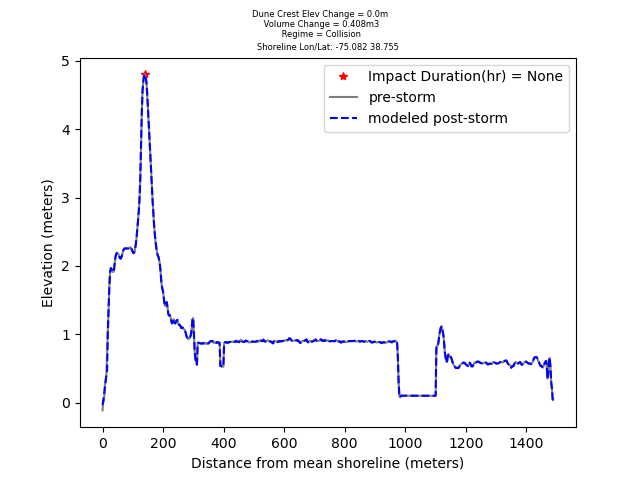 Dune Crest Elev Change = 0.0m
Volume Change = 0.408m3
Regime = Collision
Shoreline Lon/Lat: -75.082 38.755
Impact Duration(hr) = None
pre-storm
modeled post-storm
5
4
3
2
1
0
Elevation (meters)
0 200 400 600 800 1000 1200 1400
Distance from mean shoreline (meters)